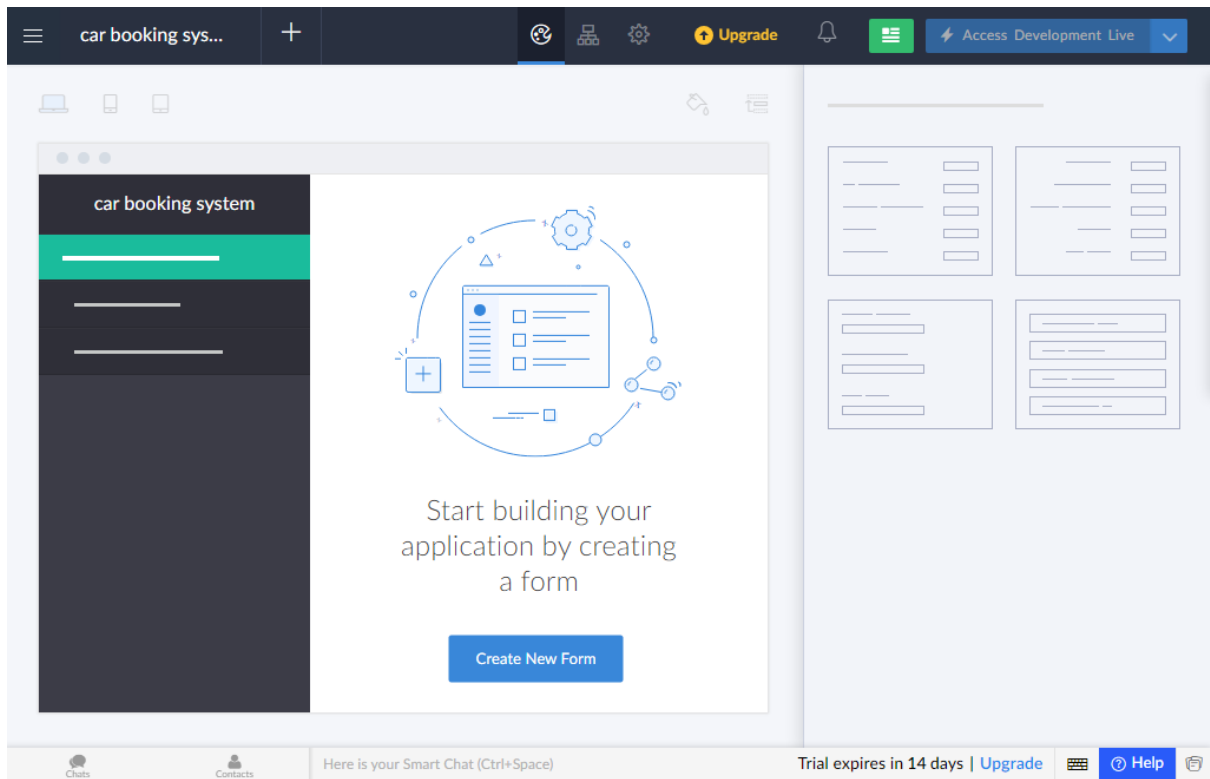 car booking sys...
Upgrade
Access Development Live
car booking system
Start building your
application by creating
a form
Create New Form
Chats
Contacts
Here is your Smart Chat (Ctrl+Space)
Trial expires in 14 days | Upgrade
Help